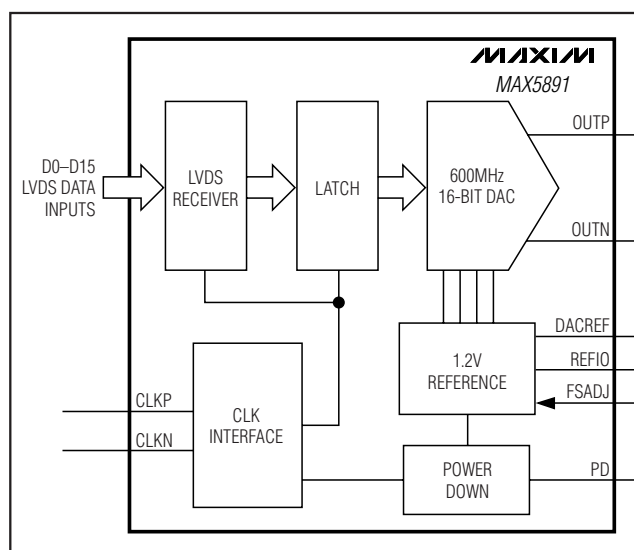 MAXIM
MAX5891
D0–D15
LVDS DATA
INPUTS
LVDS
RECEIVER
LATCH
600MHz
16-BIT DAC
OUTP
OUTN
1.2V
REFERENCE
DACREF
REFIO
FSADJ
CLKP
CLKN
CLK
INTERFACE
POWER
DOWN
PD